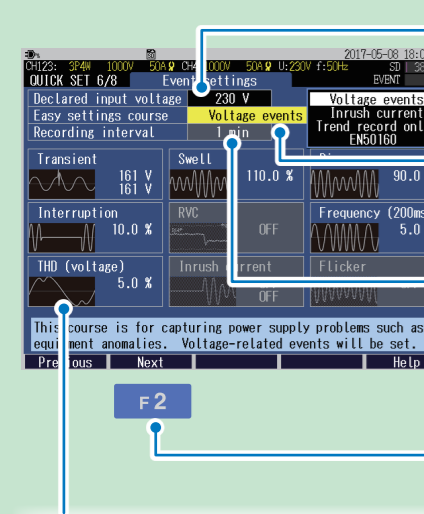 2017-05-08 18:0
CH123: 3P4W 1000V 50A CH4 1000V 50A U:230V f:50Hz SD
QUICK SET 6/8 Event settings EVENT
Declared input voltage 230 V
Easy settings course Voltage events
Recording interval 1 min
Voltage events
Inrush current
Trend record only
EN50160
Transient
161 V
161 V
Swell
110.0 %
90.0
Interruption
10.0 %
RVC
OFF
Frequency (200ms
5.0
THD (voltage)
5.0 %
Inrush current
OFF
Flicker
This course is for capturing power supply problems such as
equipment anomalies. Voltage-related events will be set.
Previous Next Help
F2